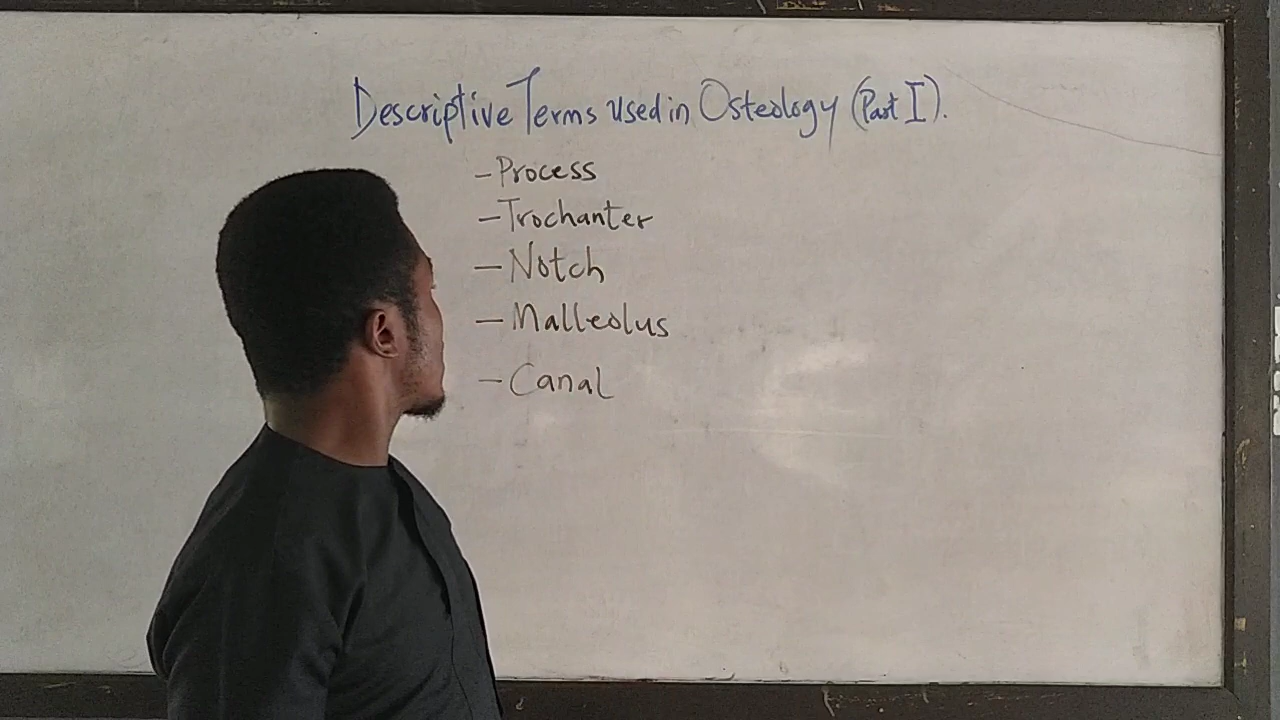 Descriptive Terms used in Osteology (Part I).
- Process
- Trochanter
- Notch
- Malleolus
- Canal